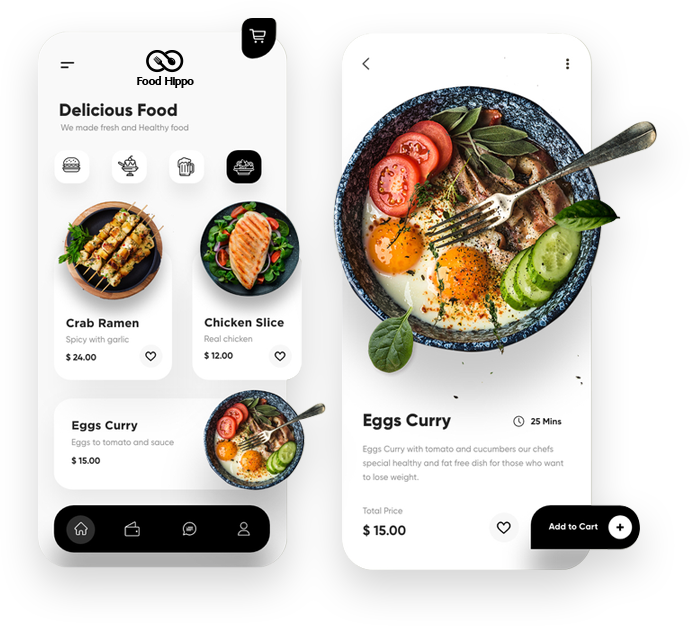 Food Hippo
Delicious Food
We made fresh and Healthy food
Crab Ramen
Spicy with garlic
$ 24.00
Chicken Slice
Real chicken
$ 12.00
Eggs Curry
Eggs to tomato and sauce
$ 15.00
Eggs Curry
25 Mins
Eggs Curry with tomato and cucumbers our chefs
special healthy and fat free dish for those who want
to lose weight.
Total Price
$ 15.00
Add to Cart